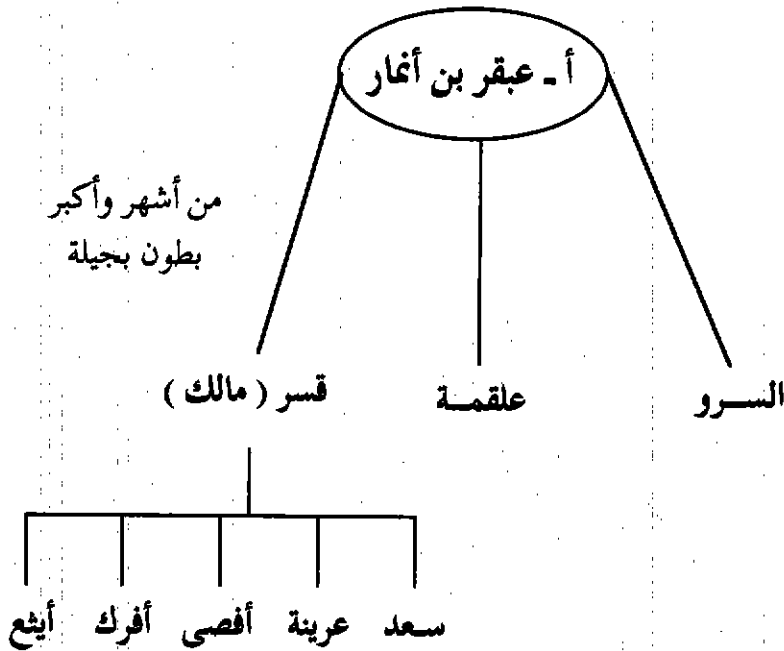 أ - عبقر بن أنمار
من أشهر وأكبر
بطون بجيلة
السرو علقمة قسر ( مالك )
سعد عرينة أفصى أفرك أيثع